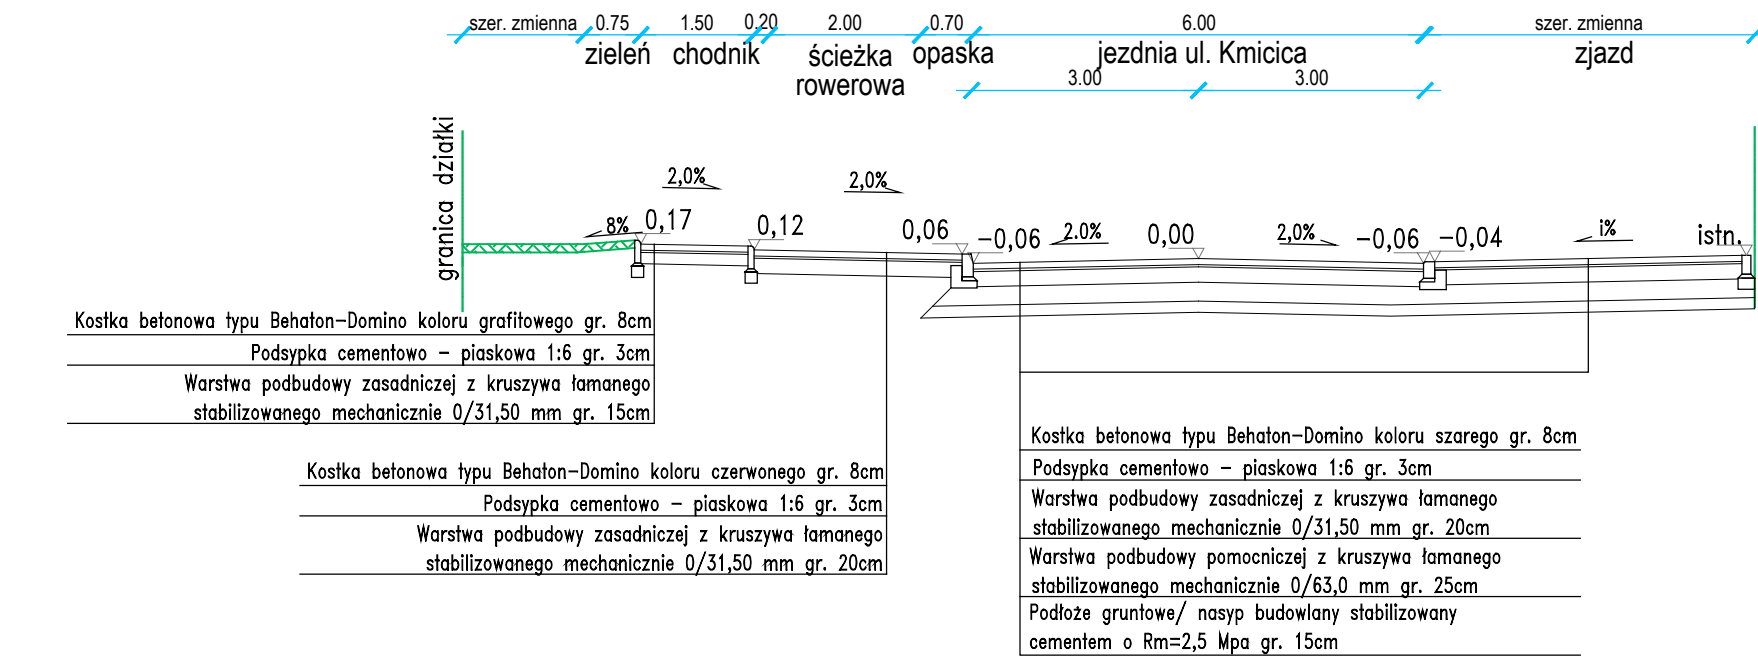 szer. zmienna 0.75 1.50 0.20 2.00 0.70 6.00 szer. zmienna
zieleń chodnik ścieżka rowerowa opaska jezdnia ul. Kmicica zjazd
3.00 3.00
granica działki
2,0% 2,0%
8% 0,17 0,12 0,06 -0,06 2.0% 0,00 2,0% -0,06 -0,04 i% istn.
Kostka betonowa typu Behaton-Domino koloru grafitowego gr. 8cm
Podsypka cementowo - piaskowa 1:6 gr. 3cm
Warstwa podbudowy zasadniczej z kruszywa łamanego
stabilizowanego mechanicznie 0/31,50 mm gr. 15cm
Kostka betonowa typu Behaton-Domino koloru czerwonego gr. 8cm
Podsypka cementowo - piaskowa 1:6 gr. 3cm
Warstwa podbudowy zasadniczej z kruszywa łamanego
stabilizowanego mechanicznie 0/31,50 mm gr. 20cm
Kostka betonowa typu Behaton-Domino koloru szarego gr. 8cm
Podsypka cementowo - piaskowa 1:6 gr. 3cm
Warstwa podbudowy zasadniczej z kruszywa łamanego
stabilizowanego mechanicznie 0/31,50 mm gr. 20cm
Warstwa podbudowy pomocniczej z kruszywa łamanego
stabilizowanego mechanicznie 0/63,0 mm gr. 25cm
Podłoże gruntowe/ nasyp budowlany stabilizowany
cementem o Rm=2,5 Mpa gr. 15cm